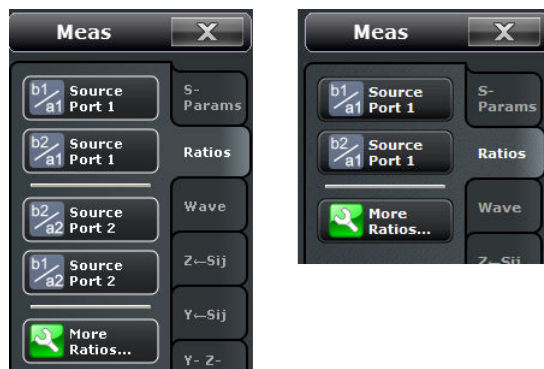 Meas X
b1/a1 Source Port 1
S-Params
b2/a1 Source Port 1
Ratios
b2/a2 Source Port 2
Wave
b1/a2 Source Port 2
Z←Sij
Y←Sij
More Ratios...
Y- Z-
Meas X
b1/a1 Source Port 1
S-Params
b2/a1 Source Port 1
Ratios
More Ratios...
Wave
Z←Sij